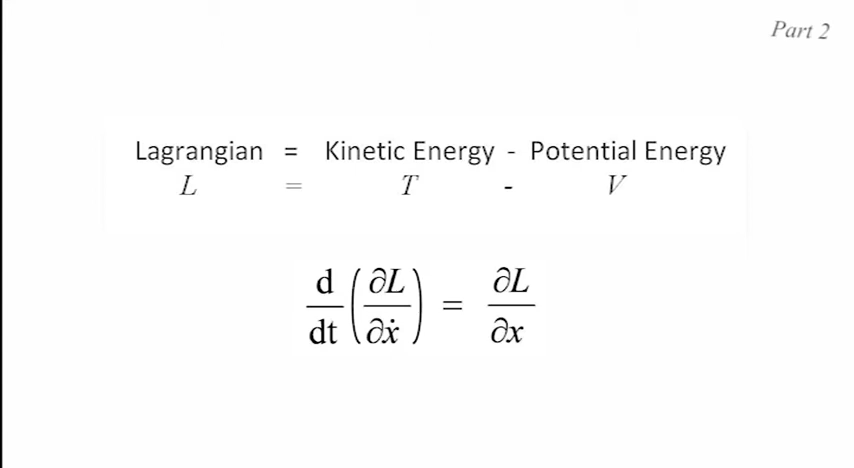 Part 2
Lagrangian = Kinetic Energy - Potential Energy
L = T - V
d/dt (∂L/∂ẋ) = ∂L/∂x